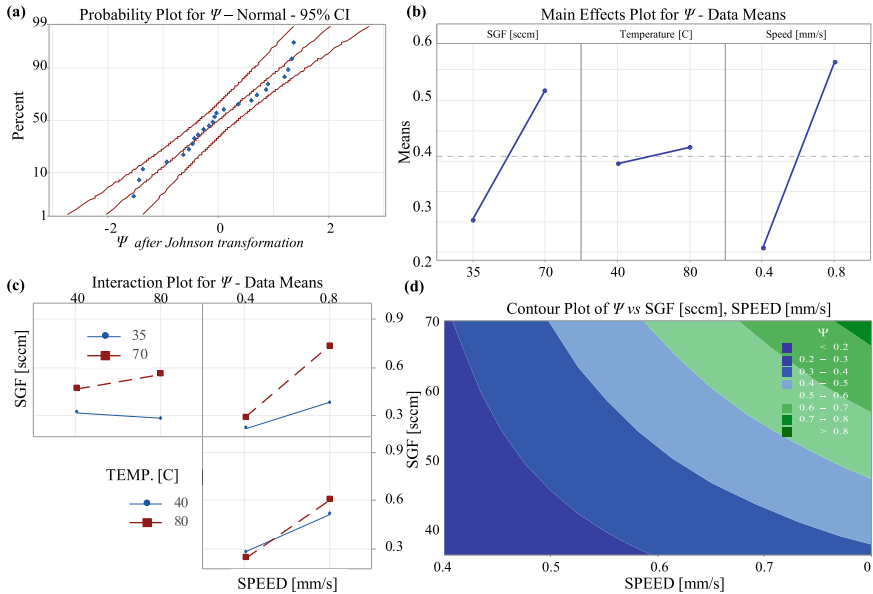 (a)
Probability Plot for Ψ – Normal - 95% CI
99
90
50
10
1
Percent
-2
0
2
Ψ after Johnson transformation
(b)
Main Effects Plot for Ψ - Data Means
SGF [sccm]
Temperature [C]
Speed [mm/s]
0.6
0.5
0.4
0.3
0.2
Means
35
70
40
80
0.4
0.8
(c)
Interaction Plot for Ψ - Data Means
40
80
0.4
0.8
35
70
SGF [sccm]
0.9
0.6
0.3
TEMP. [C]
40
80
0.9
0.6
0.3
SPEED [mm/s]
(d)
Contour Plot of Ψ vs SGF [sccm], SPEED [mm/s]
70
60
50
40
SGF [sccm]
Ψ
< 0.2
0.2 – 0.3
0.3 – 0.4
0.4 – 0.5
0.5 – 0.6
0.6 – 0.7
0.7 – 0.8
> 0.8
0.4
0.5
0.6
0.7
0
SPEED [mm/s]